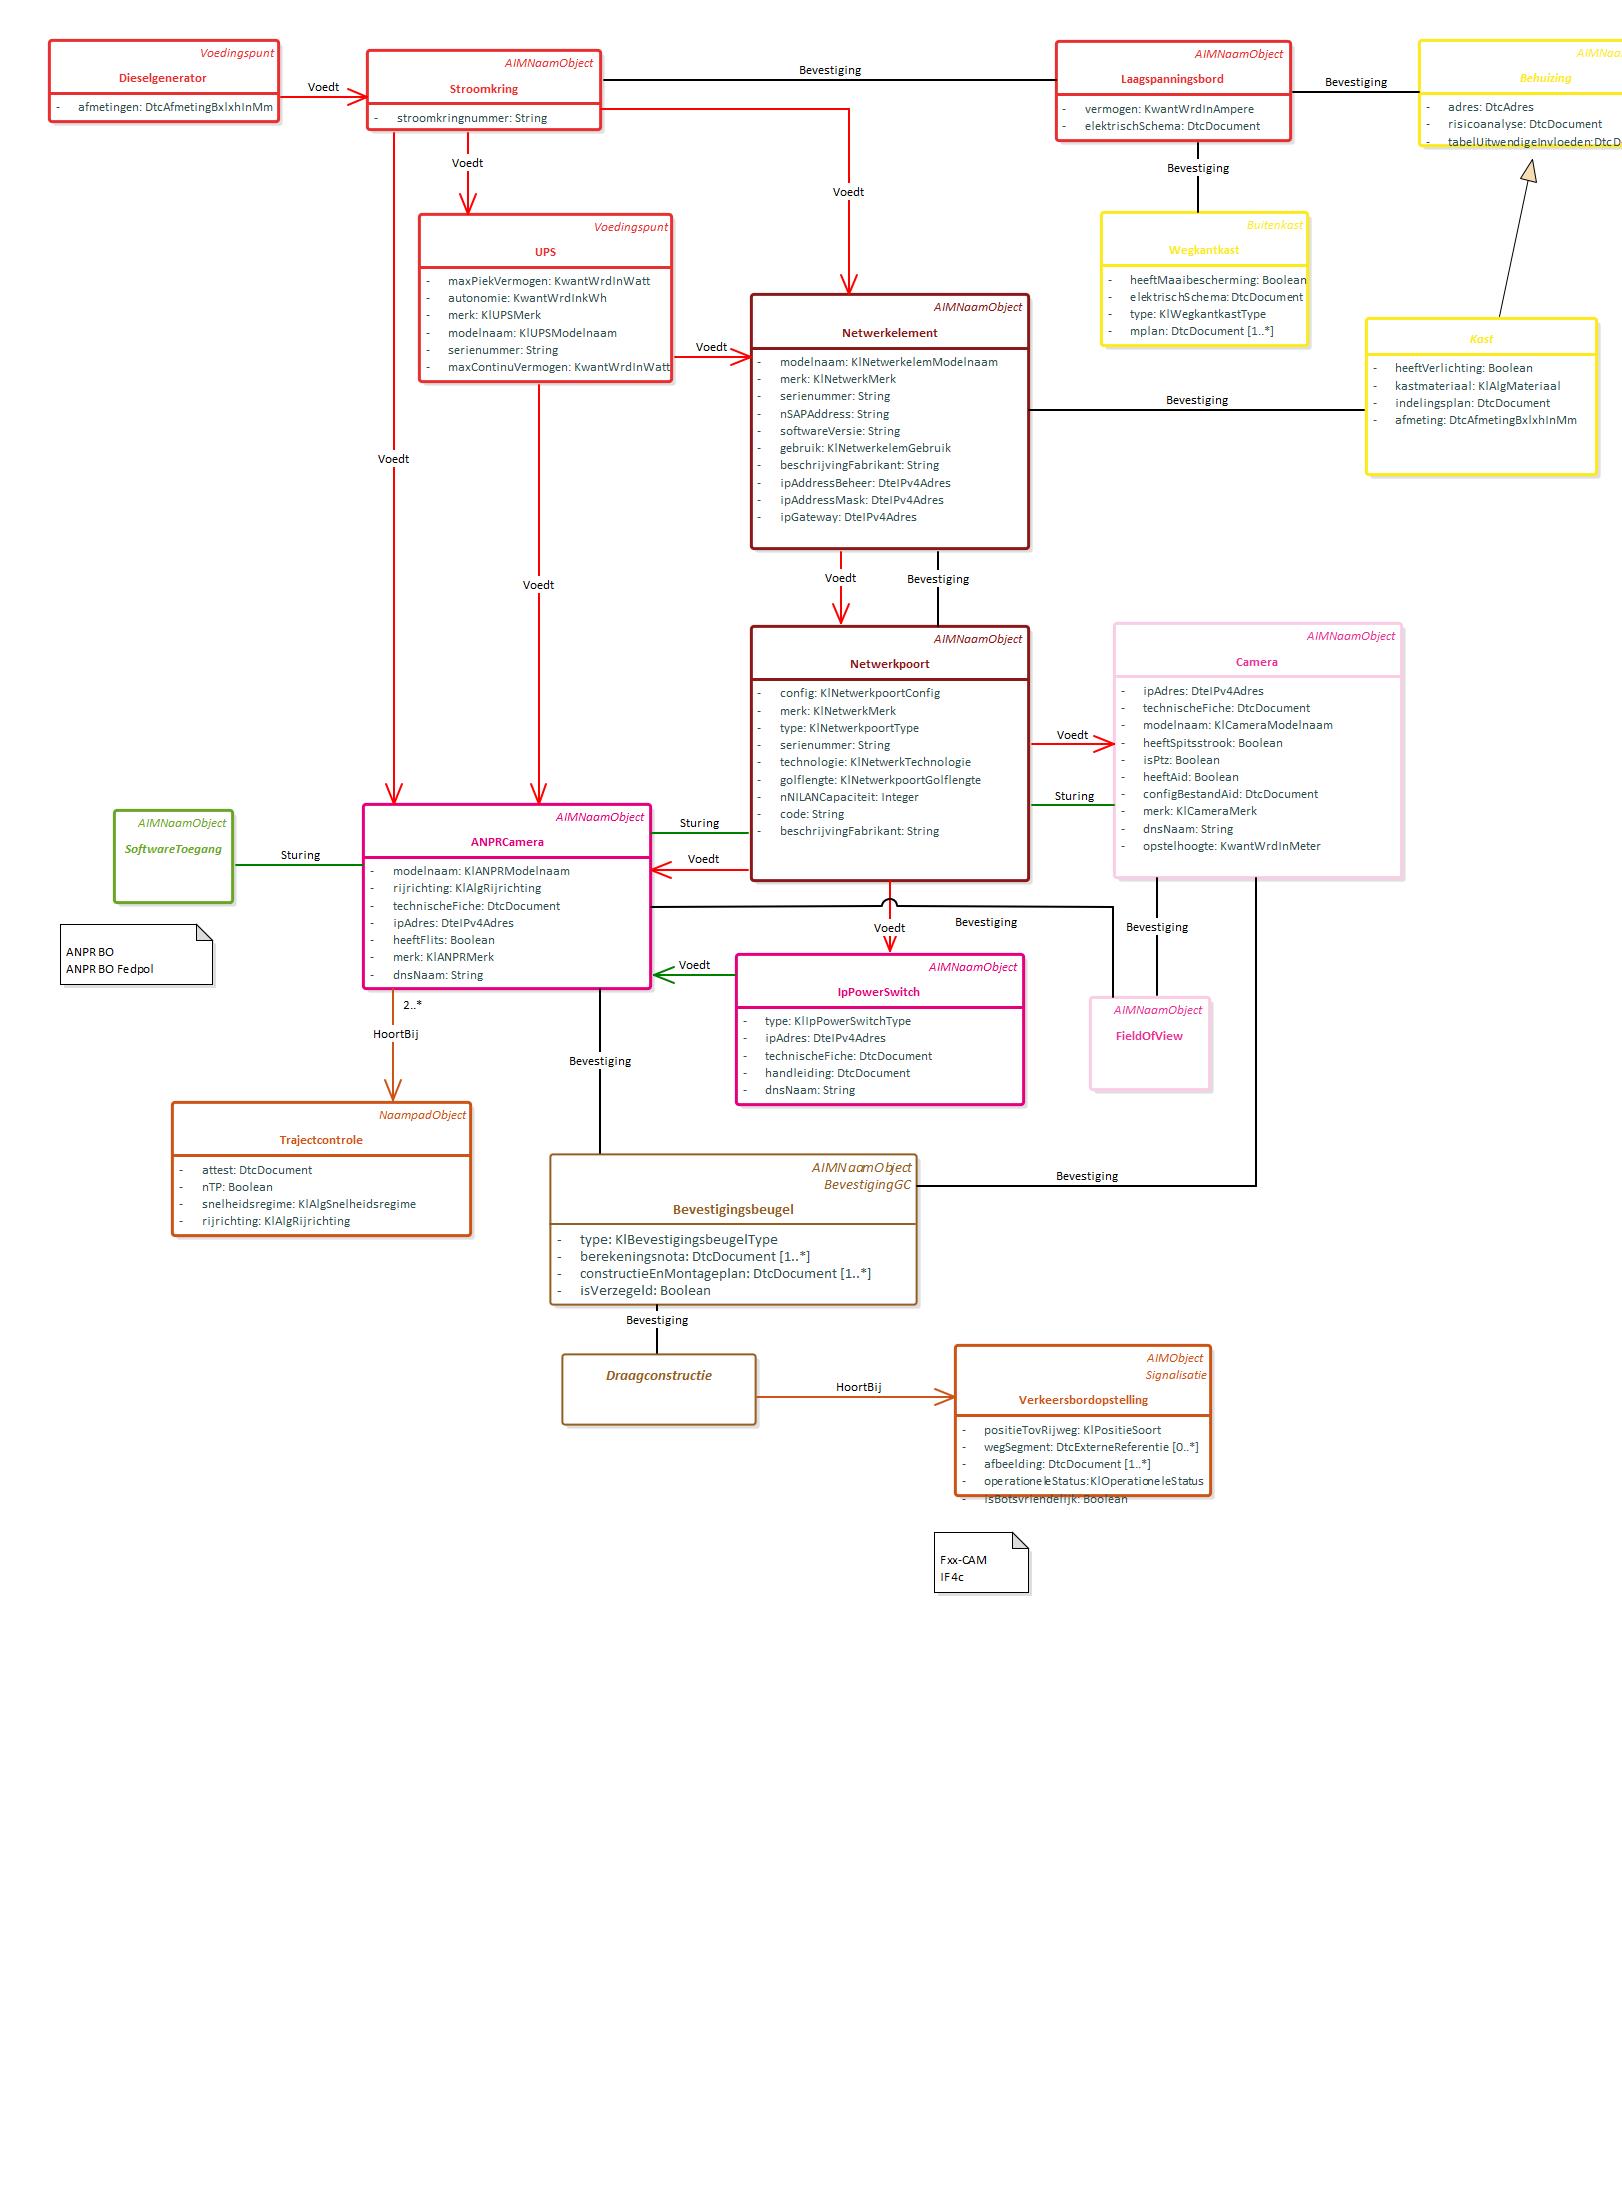 Voedingspunt
Dieselgenerator
- afmetingen: DtcAfmetingBxlxhInMm
Voedt
AIMNaamObject
Stroomkring
- stroomkringnummer: String
Bevestiging
AIMNaamObject
Laagspanningsbord
- vermogen: KwantWrdInAmpere
- elektrischSchema: DtcDocument
Bevestiging
AIMNaa
Behuizing
- adres: DtcAdres
- risicoanalyse: DtcDocument
- tabelUitwendigeInvloeden:DtcD
Voedt
Voedt
Bevestiging
Voedingspunt
UPS
- maxPiekVermogen: KwantWrdInWatt
- autonomie: KwantWrdInkWh
- merk: KlUPSMerk
- modelnaam: KlUPSModelnaam
- serienummer: String
- maxContinuVermogen: KwantWrdInWatt
Buitenkast
Wegkantkast
- heeftMaaibescherming: Boolean
- elektrischSchema: DtcDocument
- type: KlWegkantkastType
- mplan: DtcDocument [1..*]
Voedt
AIMNaamObject
Netwerkelement
- modelnaam: KlNetwerkelemModelnaam
- merk: KlNetwerkMerk
- serienummer: String
- nSAPAddress: String
- softwareVersie: String
- gebruik: KlNetwerkelemGebruik
- beschrijvingFabrikant: String
- ipAddressBeheer: DteIPv4Adres
- ipAddressMask: DteIPv4Adres
- ipGateway: DteIPv4Adres
Bevestiging
Kast
- heeftVerlichting: Boolean
- kastmateriaal: KlAlgMateriaal
- indelingsplan: DtcDocument
- afmeting: DtcAfmetingBxlxhInMm
Voedt
Voedt
Voedt
Bevestiging
AIMNaamObject
Netwerkpoort
- config: KlNetwerkpoortConfig
- merk: KlNetwerkMerk
- type: KlNetwerkpoortType
- serienummer: String
- technologie: KlNetwerkTechnologie
- golflengte: KlNetwerkpoortGolflengte
- nNILANCapaciteit: Integer
- code: String
- beschrijvingFabrikant: String
Voedt
Sturing
AIMNaamObject
Camera
- ipAdres: DteIPv4Adres
- technischeFiche: DtcDocument
- modelnaam: KlCameraModelnaam
- heeftSpitsstrook: Boolean
- isPtz: Boolean
- heeftAid: Boolean
- configBestandAid: DtcDocument
- merk: KlCameraMerk
- dnsNaam: String
- opstelhoogte: KwantWrdInMeter
AIMNaamObject
SoftwareToegang
Sturing
AIMNaamObject
ANPRCamera
- modelnaam: KlANPRModelnaam
- rijrichting: KlAlgRijrichting
- technischeFiche: DtcDocument
- ipAdres: DteIPv4Adres
- heeftFlits: Boolean
- merk: KlANPRMerk
- dnsNaam: String
Sturing
Voedt
Voedt
Bevestiging
Bevestiging
ANPR BO
ANPR BO Fedpol
Voedt
AIMNaamObject
IpPowerSwitch
- type: KlIpPowerSwitchType
- ipAdres: DteIPv4Adres
- technischeFiche: DtcDocument
- handleiding: DtcDocument
- dnsNaam: String
AIMNaamObject
FieldOfView
2..*
HoortBij
Bevestiging
NaampadObject
Trajectcontrole
- attest: DtcDocument
- nTP: Boolean
- snelheidsregime: KlAlgSnelheidsregime
- rijrichting: KlAlgRijrichting
AIMNaamObject
BevestigingGC
Bevestigingsbeugel
- type: KlBevestigingsbeugelType
- berekeningsnota: DtcDocument [1..*]
- constructieEnMontageplan: DtcDocument [1..*]
- isVerzegeld: Boolean
Bevestiging
Bevestiging
Draagconstructie
HoortBij
AIMObject
Signalisatie
Verkeersbordopstelling
- positieTovRijweg: KlPositieSoort
- wegSegment: DtcExterneReferentie [0..*]
- afbeelding: DtcDocument [1..*]
- operationeleStatus:KlOperationeleStatus
- isBotsvriendelijk: Boolean
Fxx-CAM
IF4c